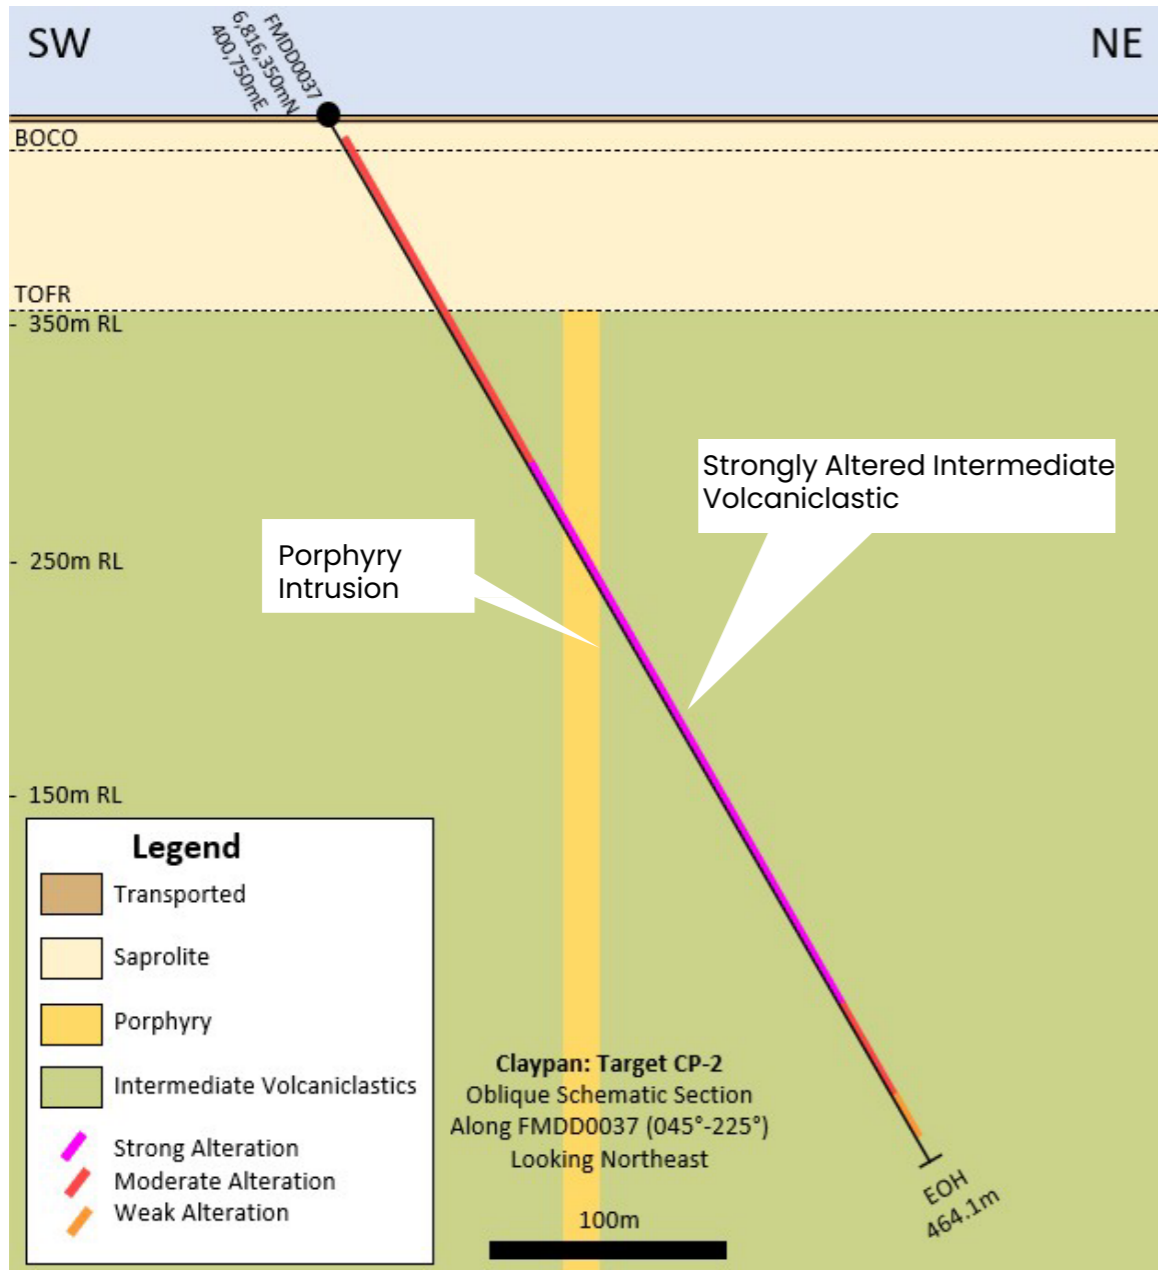 SW
NE
FMDD0037
6,816,350mN
400,750mE
BOCO
TOFR
- 350m RL
Strongly Altered Intermediate
Volcaniclastic
Porphyry
Intrusion
- 250m RL
- 150m RL
Legend
Transported
Saprolite
Porphyry
Intermediate Volcaniclastics
Strong Alteration
Moderate Alteration
Weak Alteration
Claypan: Target CP-2
Oblique Schematic Section
Along FMDD0037 (045°-225°)
Looking Northeast
100m
EOH
464.1m